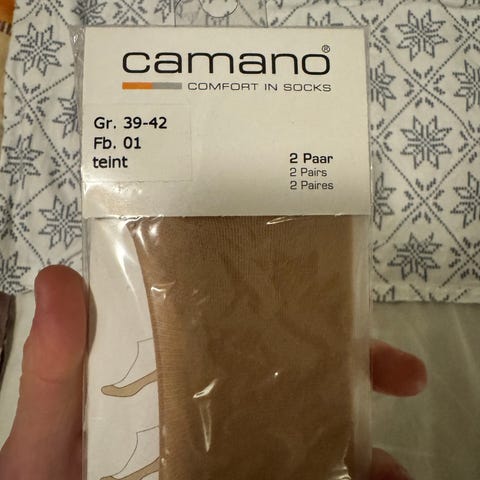 camano®
COMFORT IN SOCKS
Gr. 39-42
Fb. 01
teint
2 Paar
2 Pairs
2 Paires